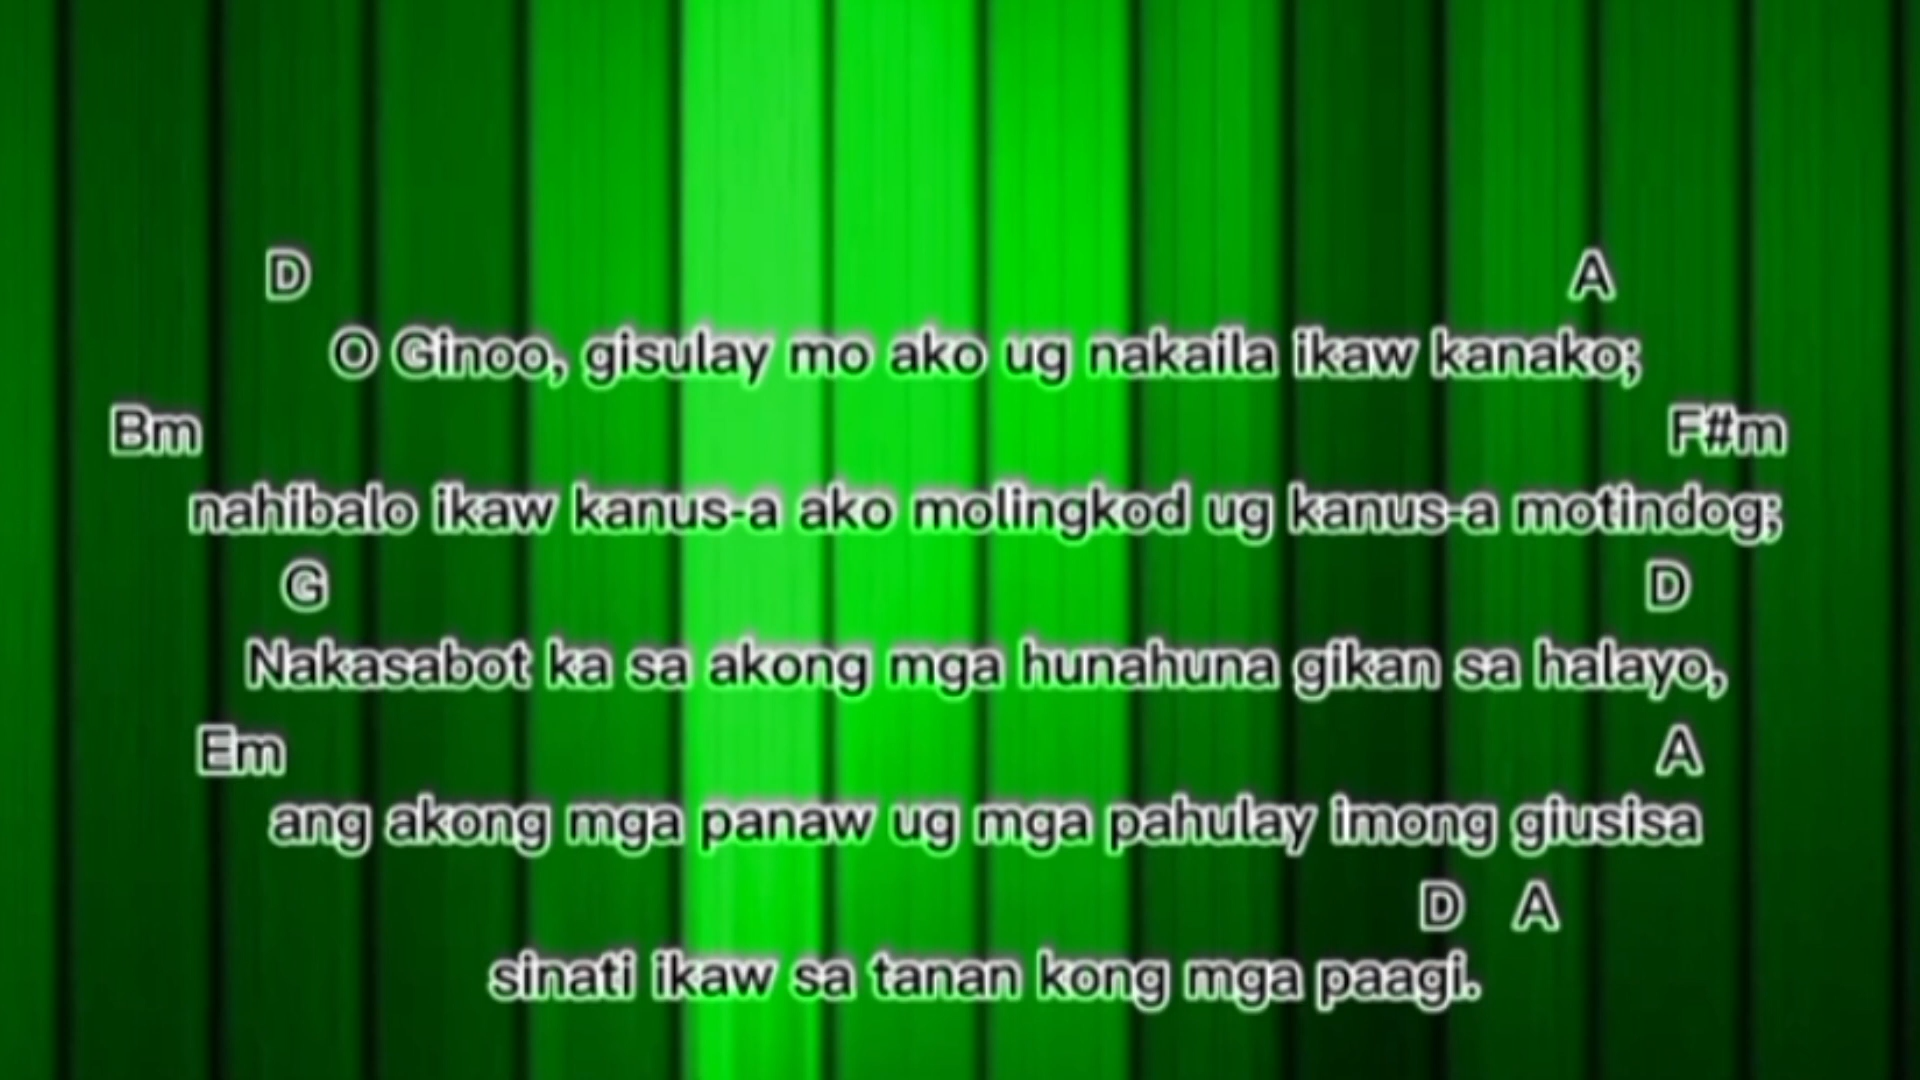 D A
O Ginoo, gisulay mo ako ug nakaila ikaw kanako;
Bm F#m
nahibalo ikaw kanus-a ako molingkod ug kanus-a motindog;
G D
Nakasabot ka sa akong mga hunahuna gikan sa halayo,
Em A
ang akong mga panaw ug mga pahulay imong giusisa
D A
sinati ikaw sa tanan kong mga paagi.